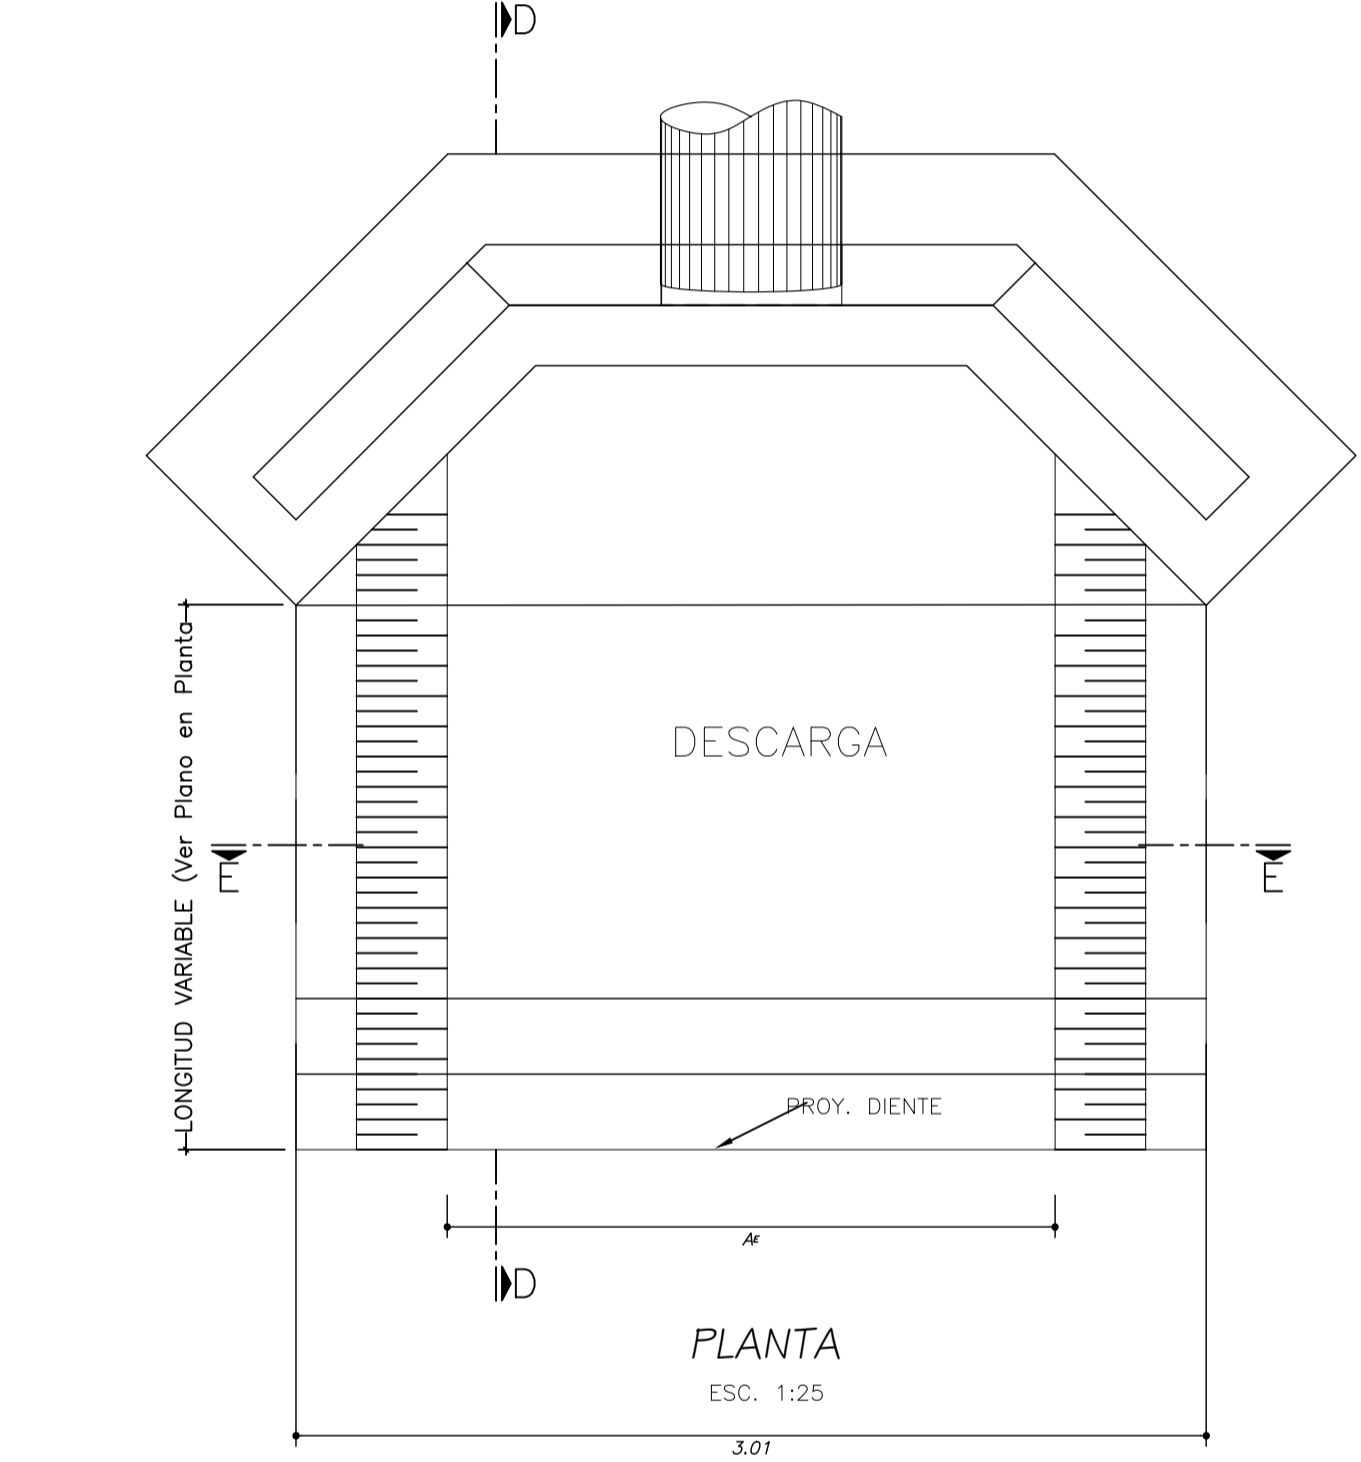 D
DESCARGA
LONGITUD VARIABLE (Ver Plano en Planta
E
E
PROY. DIENTE
AE
D
PLANTA
ESC. 1:25
3.01